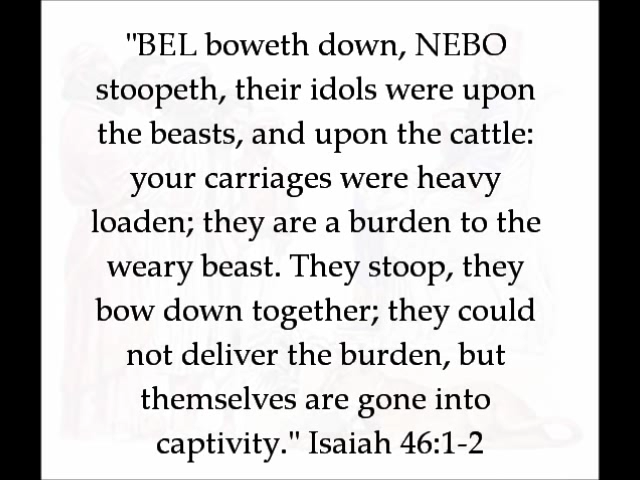 "BEL boweth down, NEBO
stoopeth, their idols were upon
the beasts, and upon the cattle:
your carriages were heavy
loaden; they are a burden to the
weary beast. They stoop, they
bow down together; they could
not deliver the burden, but
themselves are gone into
captivity." Isaiah 46:1-2